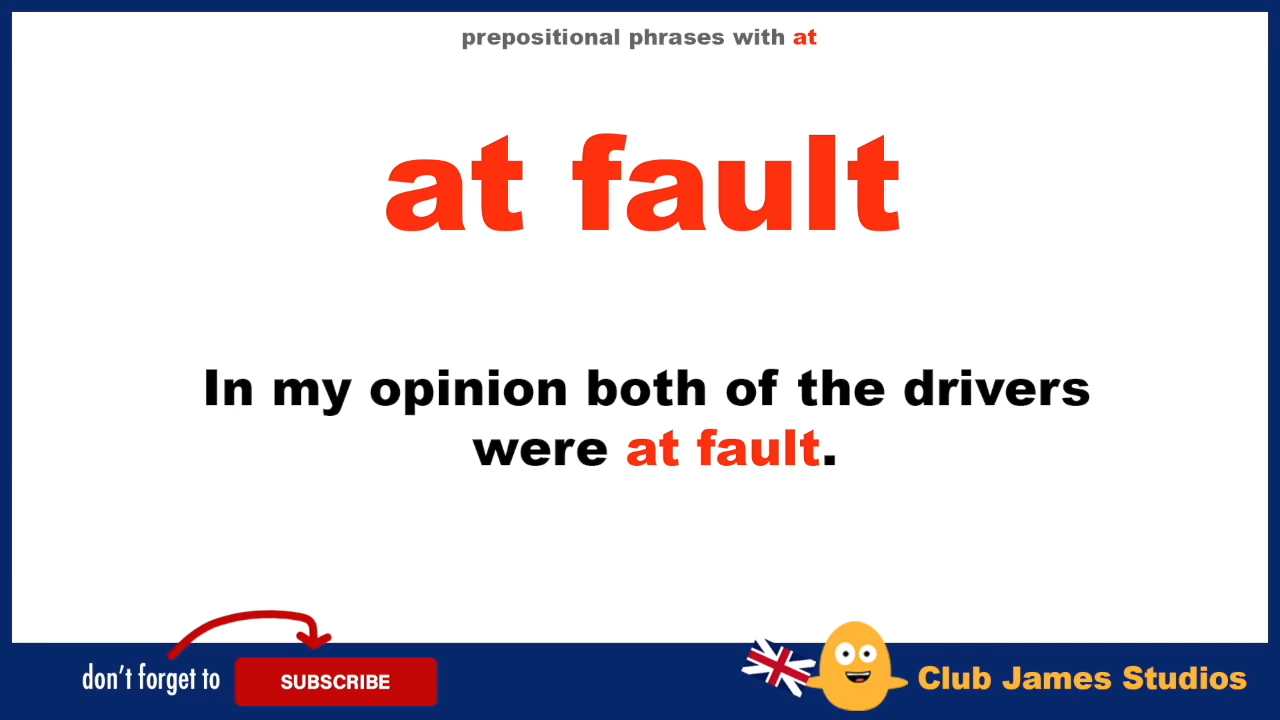 prepositional phrases with at
at fault
In my opinion both of the drivers
were at fault.
don't forget to
SUBSCRIBE
Club James Studios